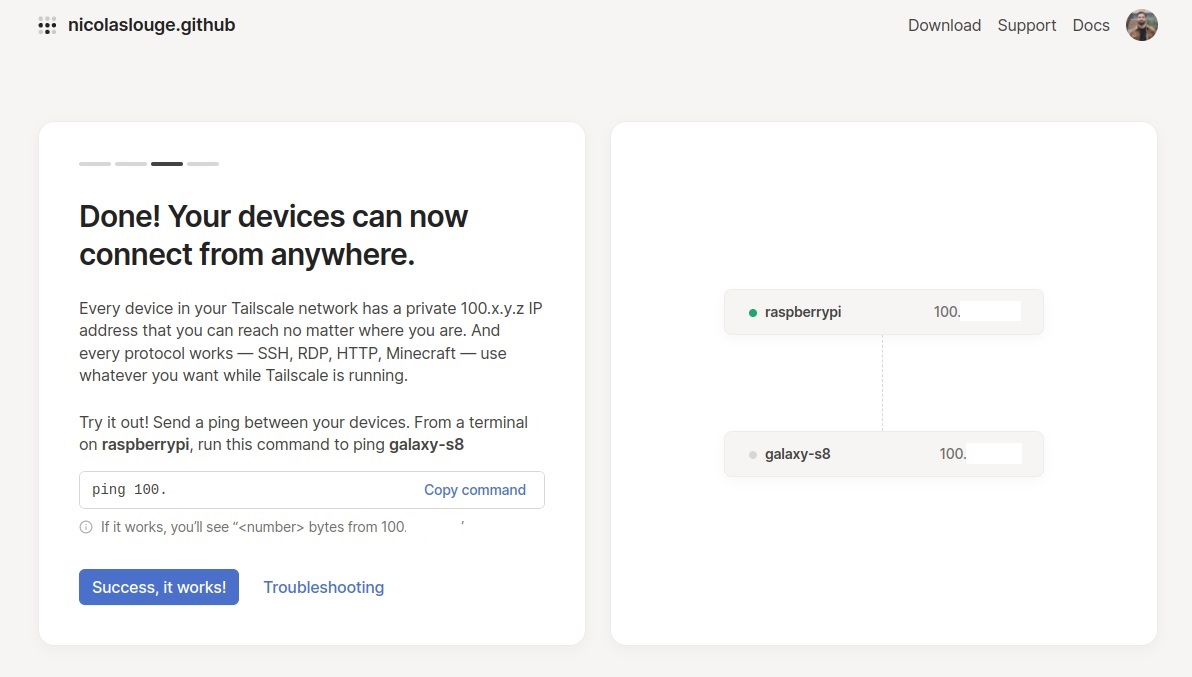 nicolaslouge.github
Download Support Docs
Done! Your devices can now
connect from anywhere.
Every device in your Tailscale network has a private 100.x.y.z IP
address that you can reach no matter where you are. And
every protocol works — SSH, RDP, HTTP, Minecraft — use
whatever you want while Tailscale is running.
Try it out! Send a ping between your devices. From a terminal
on raspberrypi, run this command to ping galaxy-s8
ping 100.
Copy command
If it works, you’ll see “<number> bytes from 100. ’
Success, it works!
Troubleshooting
raspberrypi 100.
galaxy-s8 100.